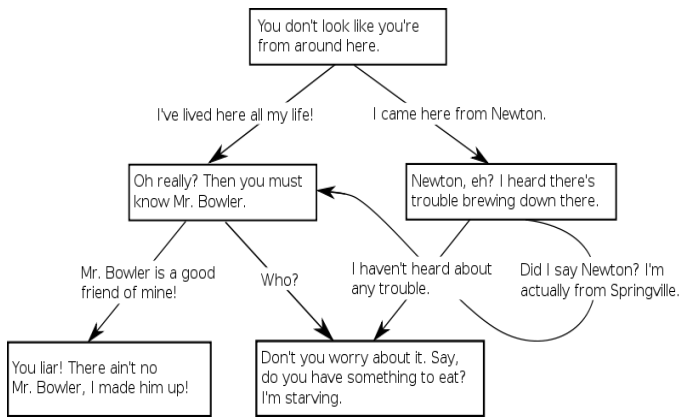 You don't look like you're
from around here.
I've lived here all my life!
I came here from Newton.
Oh really? Then you must
know Mr. Bowler.
Newton, eh? I heard there's
trouble brewing down there.
Mr. Bowler is a good
friend of mine!
Who?
I haven't heard about
any trouble.
Did I say Newton? I'm
actually from Springville.
You liar! There ain't no
Mr. Bowler, I made him up!
Don't you worry about it. Say,
do you have something to eat?
I'm starving.